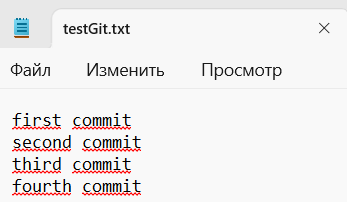 testGit.txt
Файл Изменить Просмотр
first commit
second commit
third commit
fourth commit